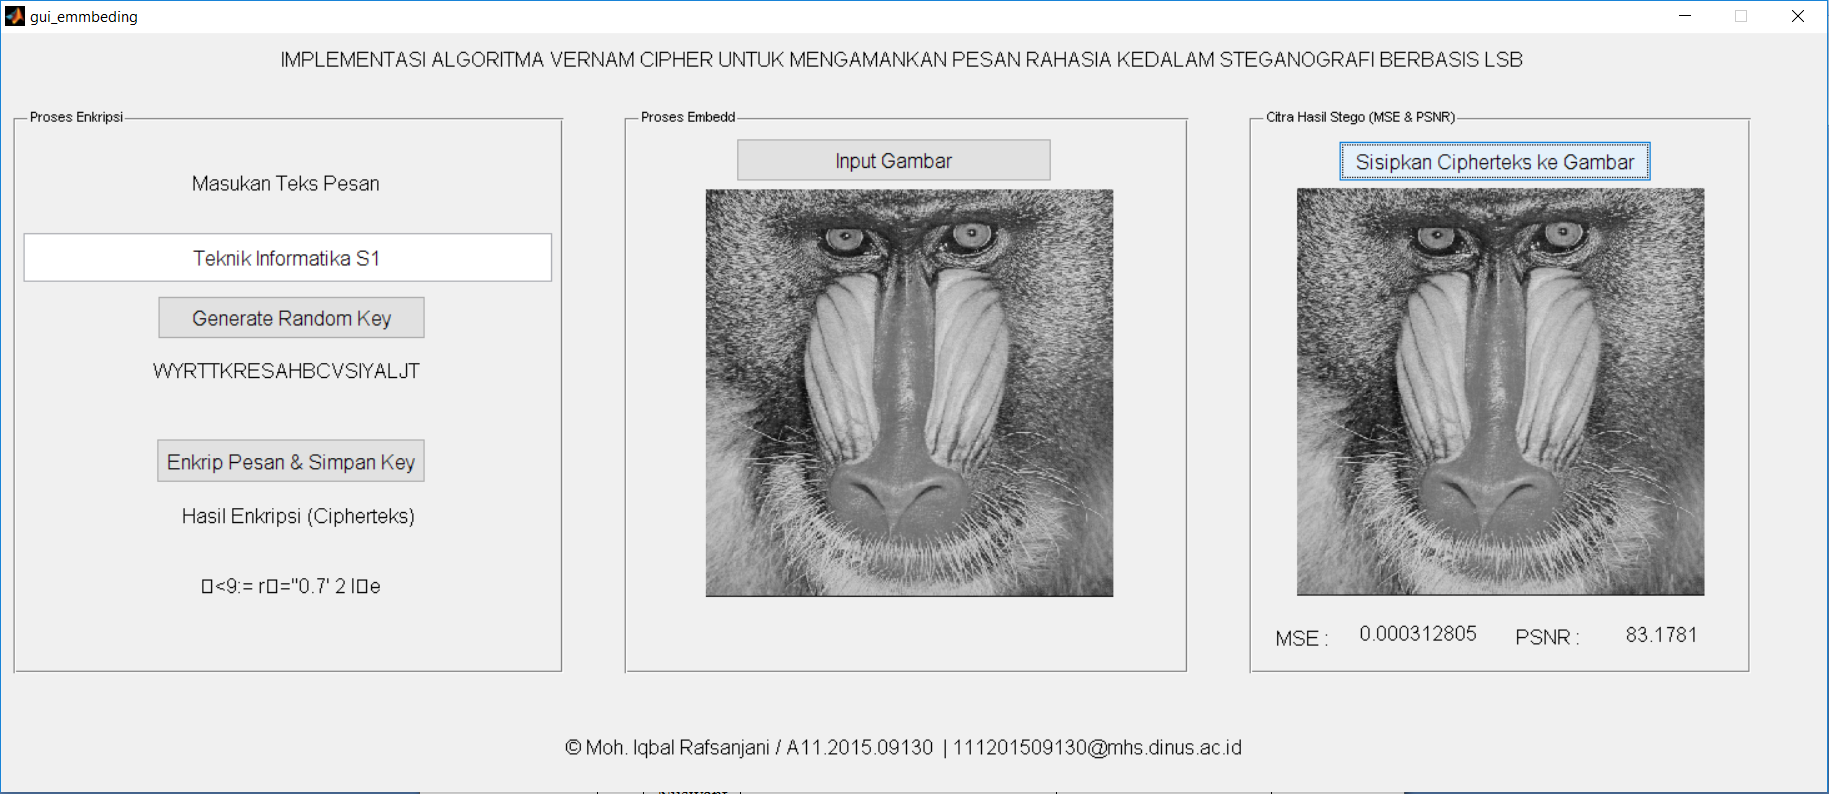 gui_emmbeding
IMPLEMENTASI ALGORITMA VERNAM CIPHER UNTUK MENGAMANKAN PESAN RAHASIA KEDALAM STEGANOGRAFI BERBASIS LSB
Proses Enkripsi
Masukan Teks Pesan
Teknik Informatika S1
Generate Random Key
WYRTTKRESAHBCVSIYALJT
Enkrip Pesan & Simpan Key
Hasil Enkripsi (Cipherteks)
□<9:= r□="0.7' 2 l□e
Proses Embedd
Input Gambar
Citra Hasil Stego (MSE & PSNR)
Sisipkan Cipherteks ke Gambar
MSE : 0.000312805 PSNR : 83.1781
© Moh. Iqbal Rafsanjani / A11.2015.09130 | 111201509130@mhs.dinus.ac.id